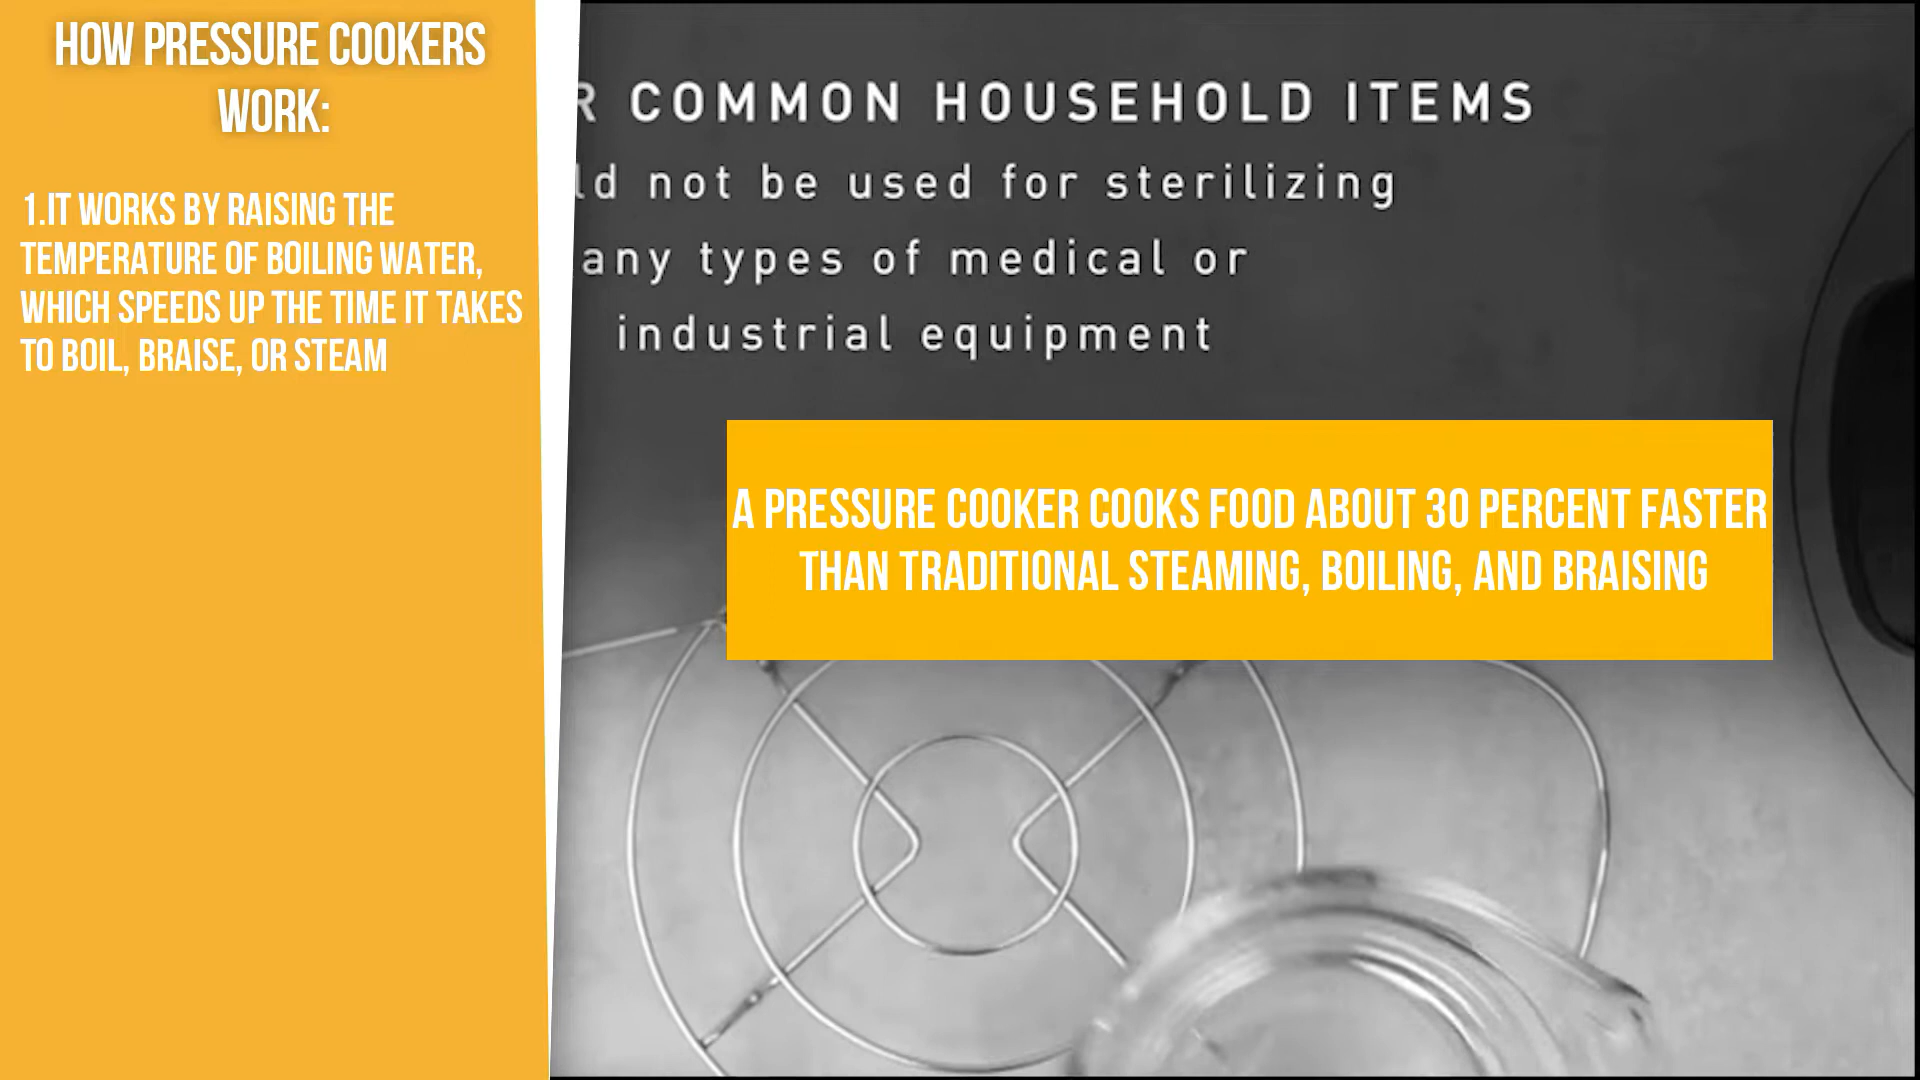 HOW PRESSURE COOKERS
WORK:
1.IT WORKS BY RAISING THE
TEMPERATURE OF BOILING WATER,
WHICH SPEEDS UP THE TIME IT TAKES
TO BOIL, BRAISE, OR STEAM
COMMON HOUSEHOLD ITEMS
not be used for sterilizing
any types of medical or
industrial equipment
A PRESSURE COOKER COOKS FOOD ABOUT 30 PERCENT FASTER
THAN TRADITIONAL STEAMING, BOILING, AND BRAISING